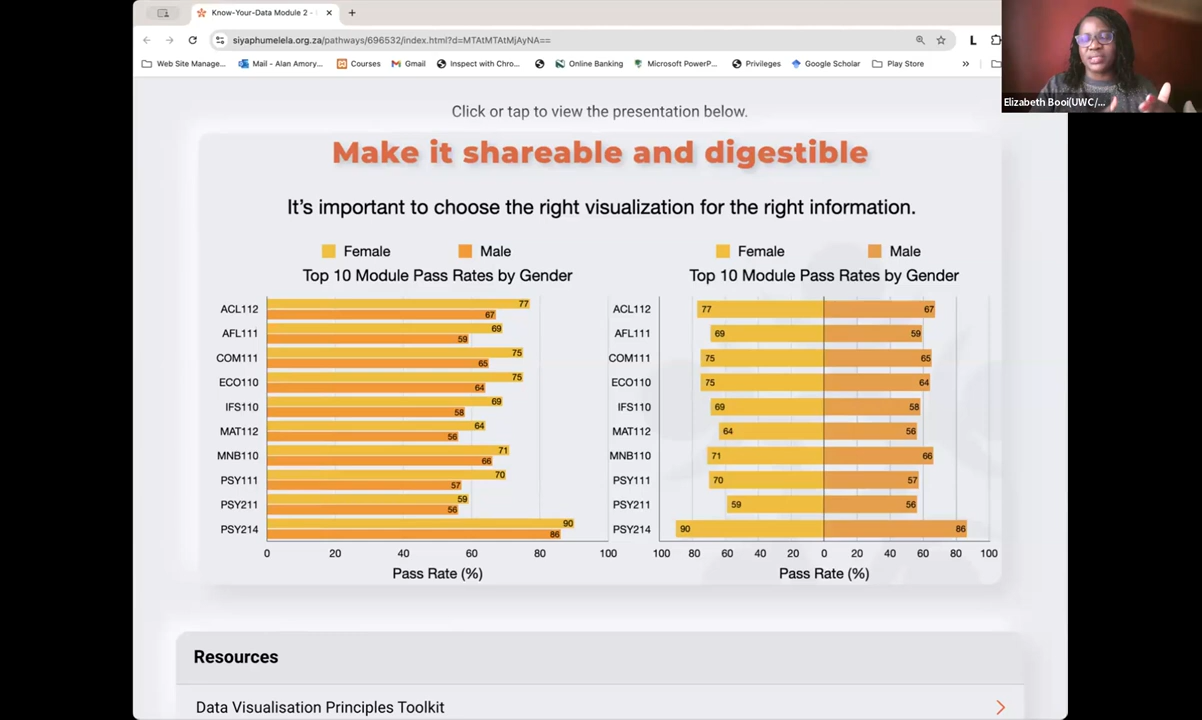 Know-Your-Data Module 2 -
siyaphumelela.org.za/pathways/696532/index.html?d=MTAtMTAtMjAyNA==
L
Web Site Manage...
Mail - Alan Amory,...
Courses
Gmail
Inspect with Chro...
Online Banking
Microsoft PowerP...
Privileges
Google Scholar
Play Store
»
Elizabeth Booi(UWC/...
Click or tap to view the presentation below.
Make it shareable and digestible
It's important to choose the right visualization for the right information.
Female Male
Top 10 Module Pass Rates by Gender
ACL112 77 67
AFL111 69 59
COM111 75 65
ECO110 75 64
IFS110 69 58
MAT112 64 56
MNB110 71 66
PSY111 70 57
PSY211 59 56
PSY214 90 86
0 20 40 60 80 100
Pass Rate (%)
Female Male
Top 10 Module Pass Rates by Gender
ACL112 77 67
AFL111 69 59
COM111 75 65
ECO110 75 64
IFS110 69 58
MAT112 64 56
MNB110 71 66
PSY111 70 57
PSY211 59 56
PSY214 90 86
100 80 60 40 20 0 20 40 60 80 100
Pass Rate (%)
Resources
Data Visualisation Principles Toolkit